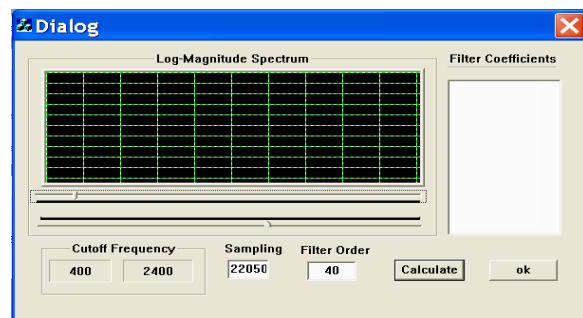 Dialog
Log-Magnitude Spectrum
Filter Coefficients
Cutoff Frequency
400
2400
Sampling
22050
Filter Order
40
Calculate
ok